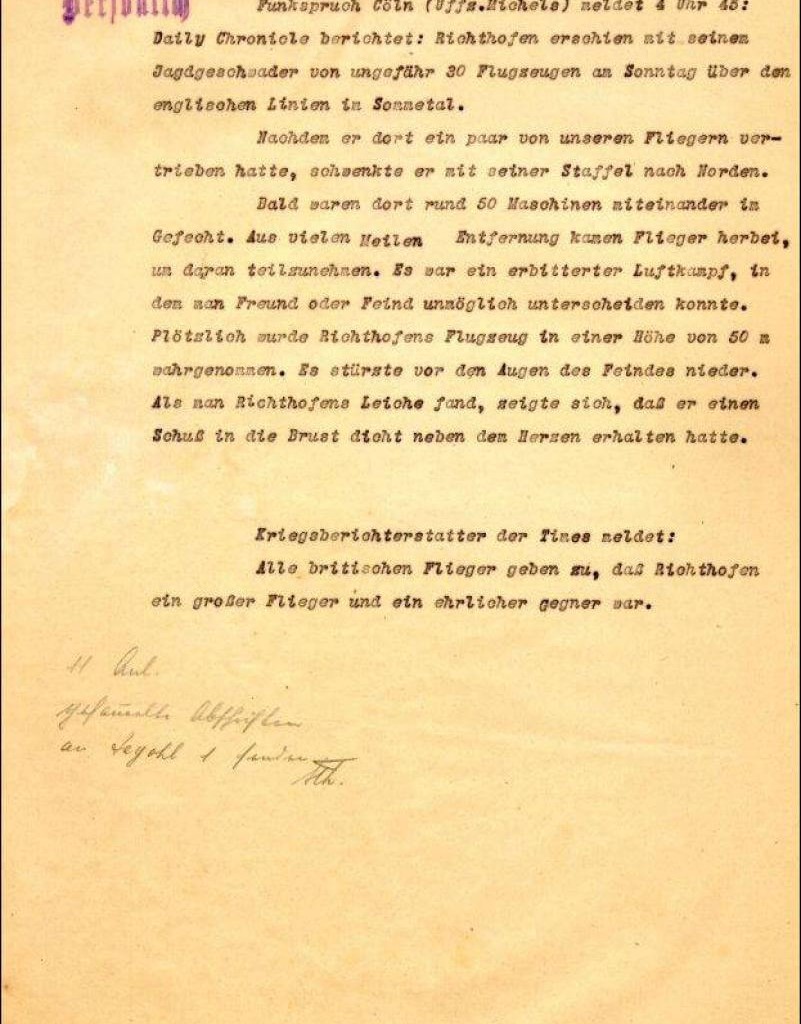 Persönlich
Funkspruch Cöln (Uffs.Michels) meldet 4 Uhr 45:
Daily Chronicle berichtet: Richthofen erschien mit seinem
Jagdgeschwader von ungefähr 30 Flugzeugen am Sonntag über den
englischen Linien im Sommetal.
Nachdem er dort ein paar von unseren Fliegern ver-
trieben hatte, schwenkte er mit seiner Staffel nach Norden.
Bald waren dort rund 50 Maschinen miteinander im
Gefecht. Aus vielen Meilen Entfernung kamen Flieger herbei,
um daran teilzunehmen. Es war ein erbitterter Luftkampf, in
dem man Freund oder Feind unmöglich unterscheiden konnte.
Plötzlich wurde Richthofens Flugzeug in einer Höhe von 50 m
wahrgenommen. Es stürzte vor den Augen des Feindes nieder.
Als man Richthofens Leiche fand, zeigte sich, daß er einen
Schuß in die Brust dicht neben dem Herzen erhalten hatte.
Kriegsberichterstatter der Times meldet:
Alle britischen Flieger geben zu, daß Richthofen
ein großer Flieger und ein ehrlicher gegner war.
11 Anl.
Abschriften
an 1